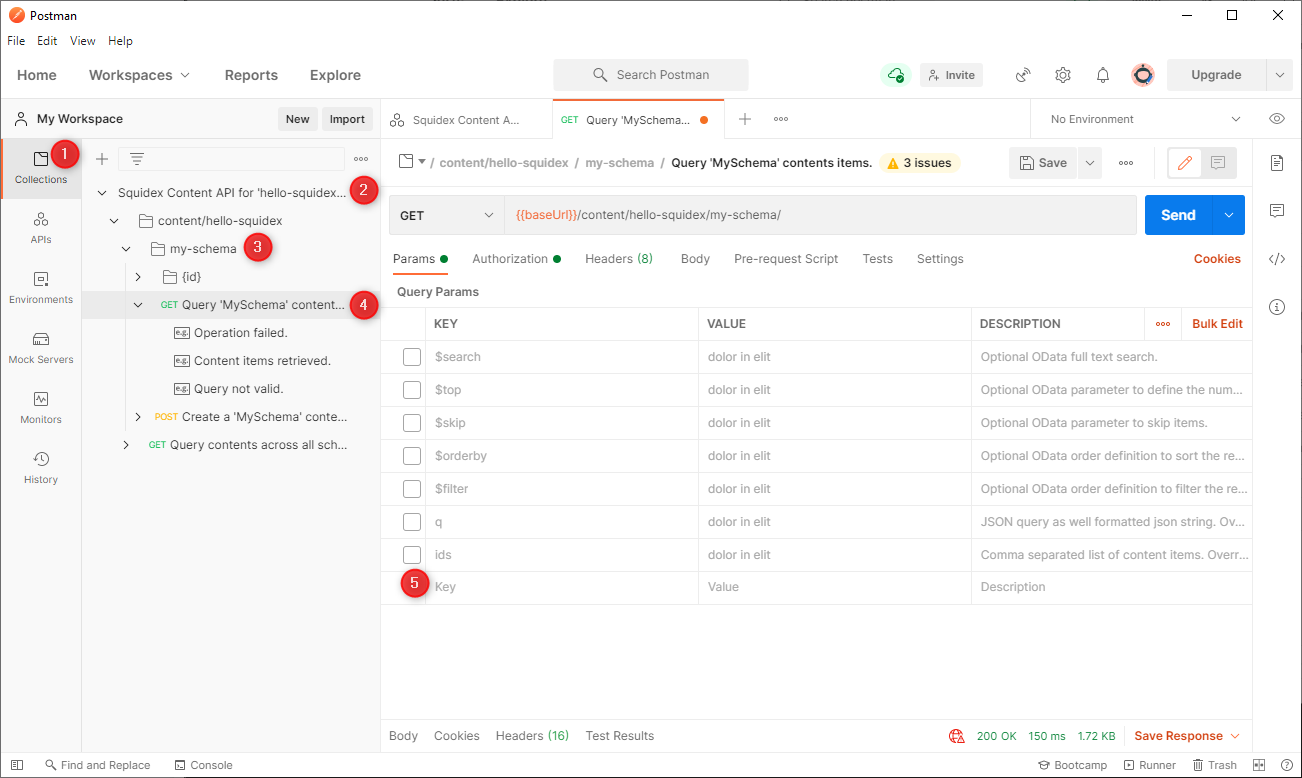 Postman
File Edit View Help
Home Workspaces Reports Explore Search Postman Invite Upgrade
My Workspace New Import
Squidex Content A... GET Query 'MySchema... No Environment
Collections 1
APIs
Environments
Mock Servers
Monitors
History
Squidex Content API for 'hello-squidex... 2
content/hello-squidex
my-schema 3
{id}
GET Query 'MySchema' content... 4
e.g. Operation failed.
e.g. Content items retrieved.
e.g. Query not valid.
POST Create a 'MySchema' conte...
GET Query contents across all sch...
/ content/hello-squidex / my-schema / Query 'MySchema' contents items. 3 issues Save
GET {{baseUrl}}/content/hello-squidex/my-schema/ Send
Params Authorization Headers (8) Body Pre-request Script Tests Settings Cookies
Query Params
KEY VALUE DESCRIPTION Bulk Edit
$search dolor in elit Optional OData full text search.
$top dolor in elit Optional OData parameter to define the num...
$skip dolor in elit Optional OData parameter to skip items.
$orderby dolor in elit Optional OData order definition to sort the re...
$filter dolor in elit Optional OData order definition to filter the re...
q dolor in elit JSON query as well formatted json string. Ov...
ids dolor in elit Comma separated list of content items. Overr...
5 Key Value Description
Body Cookies Headers (16) Test Results 200 OK 150 ms 1.72 KB Save Response
Find and Replace Console Bootcamp Runner Trash